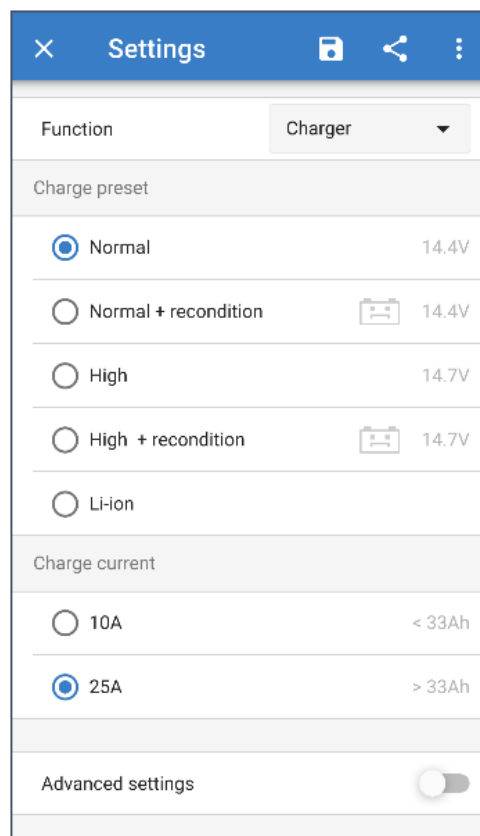 Settings
Function Charger
Charge preset
Normal 14.4V
Normal + recondition 14.4V
High 14.7V
High + recondition 14.7V
Li-ion
Charge current
10A < 33Ah
25A > 33Ah
Advanced settings